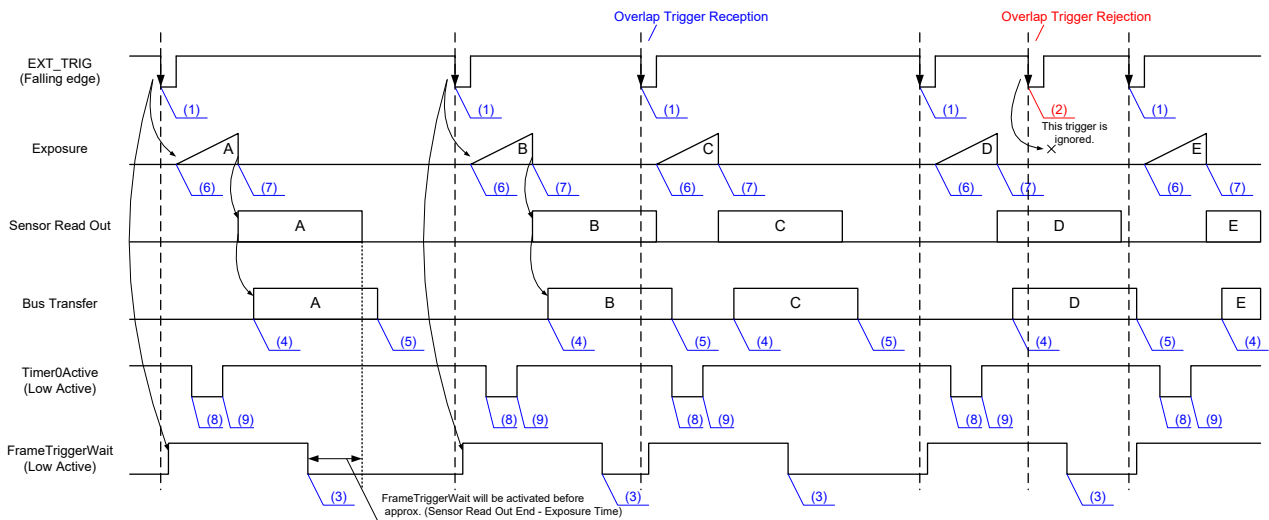 Overlap Trigger Reception
Overlap Trigger Rejection
EXT_TRIG
(Falling edge)
(1)
(1)
(1)
(2)
(1)
This trigger is
ignored.
Exposure
A
B
C
D
E
(6)
(7)
(6)
(7)
(6)
(7)
(6)
(7)
(6)
(7)
Sensor Read Out
A
B
C
D
E
Bus Transfer
A
B
C
D
E
(4)
(5)
(4)
(5)
(4)
(5)
(4)
(5)
(4)
Timer0Active
(Low Active)
(8)
(9)
(8)
(9)
(8)
(9)
(8)
(9)
(8)
(9)
FrameTriggerWait
(Low Active)
(3)
(3)
(3)
(3)
FrameTriggerWait will be activated before
approx. (Sensor Read Out End - Exposure Time)